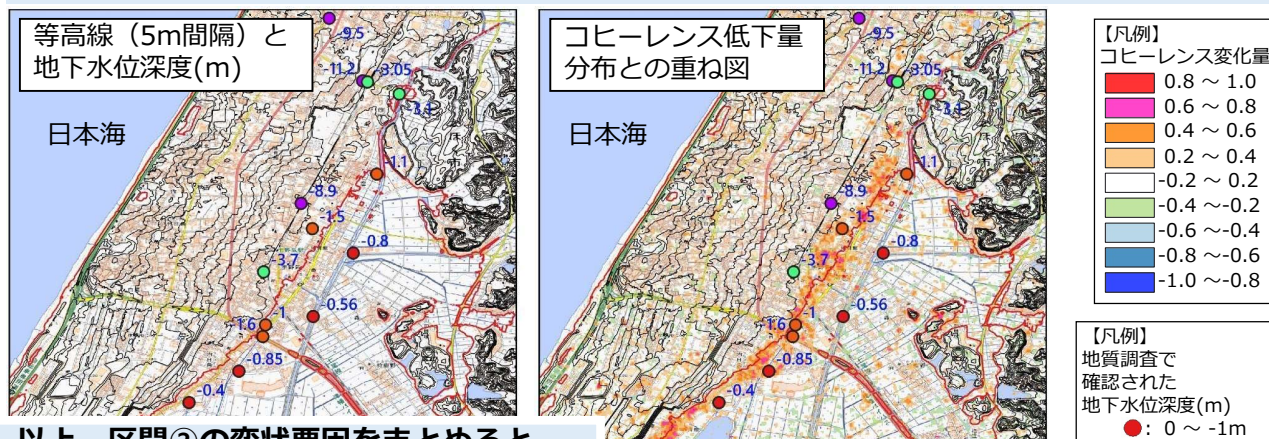 等高線(5m間隔)と
地下水位深度(m)
日本海
-9.5
-11.2
-3.05
-3.1
-1.1
-8.9
-1.5
-0.8
-3.7
-0.56
-1
-1.6
-0.85
-0.4
コヒーレンス低下量
分布との重ね図
日本海
-9.5
-11.2
-3.05
-3.1
-1.1
-8.9
-1.5
-0.8
-3.7
-0.56
-1
-1.6
-0.85
-0.4
【凡例】
コヒーレンス変化量
0.8 ~ 1.0
0.6 ~ 0.8
0.4 ~ 0.6
0.2 ~ 0.4
-0.2 ~ 0.2
-0.4 ~-0.2
-0.6 ~-0.4
-0.8 ~-0.6
-1.0 ~-0.8
【凡例】
地質調査で
確認された
地下水位深度(m)
: 0 ~ -1m